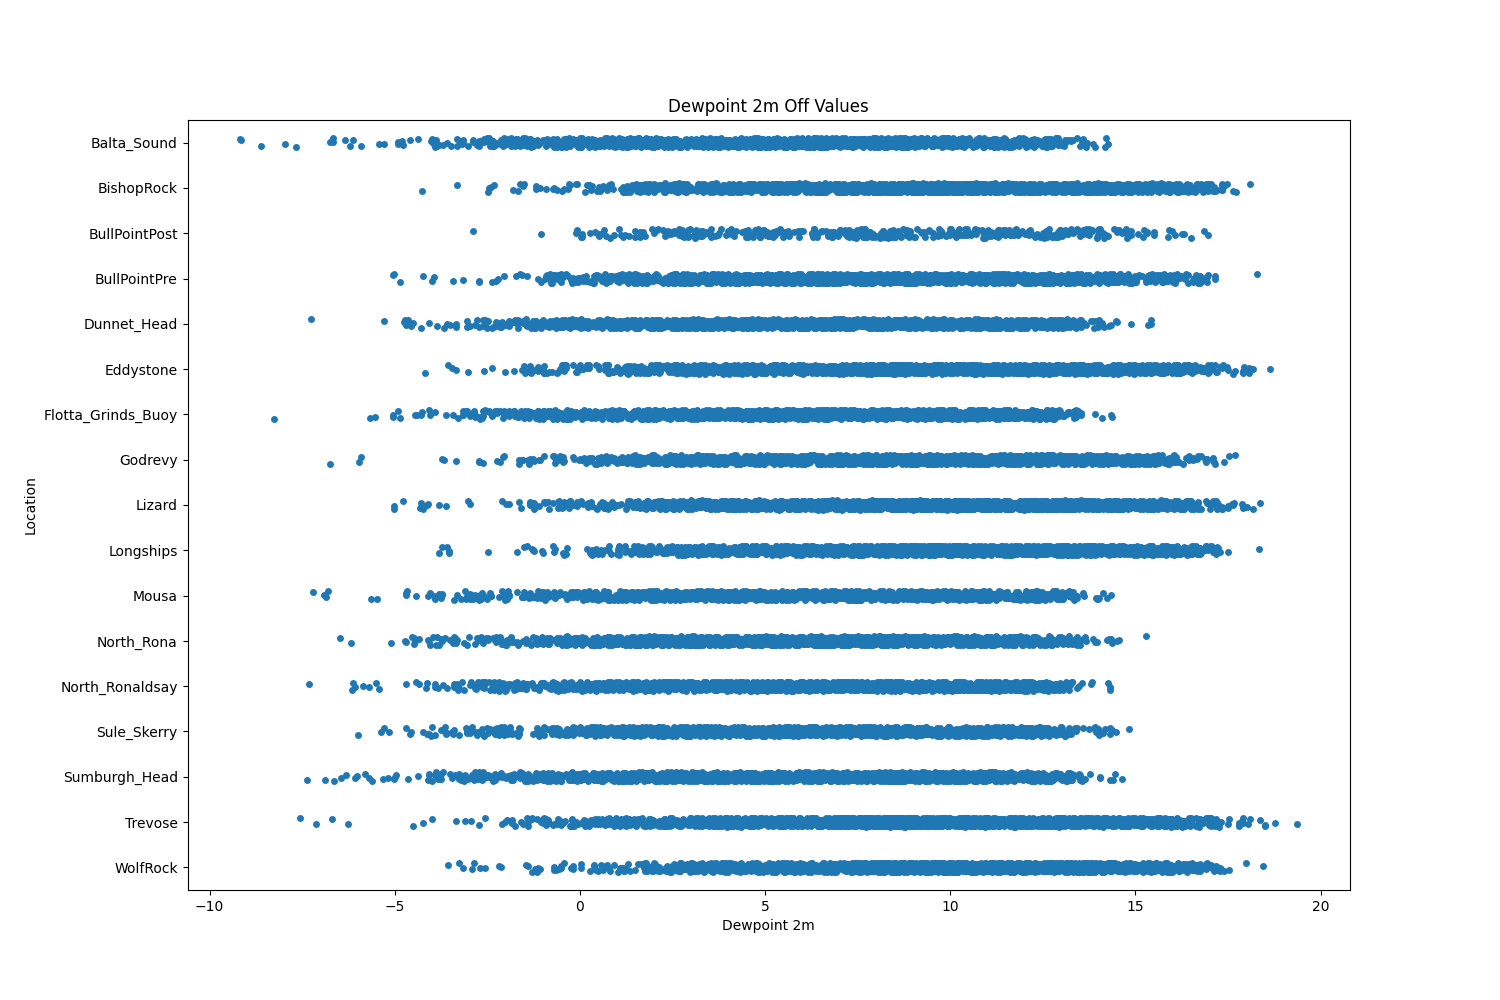 Dewpoint 2m Off Values
Location
Balta_Sound
BishopRock
BullPointPost
BullPointPre
Dunnet_Head
Eddystone
Flotta_Grinds_Buoy
Godrevy
Lizard
Longships
Mousa
North_Rona
North_Ronaldsay
Sule_Skerry
Sumburgh_Head
Trevose
WolfRock
−10 −5 0 5 10 15 20
Dewpoint 2m